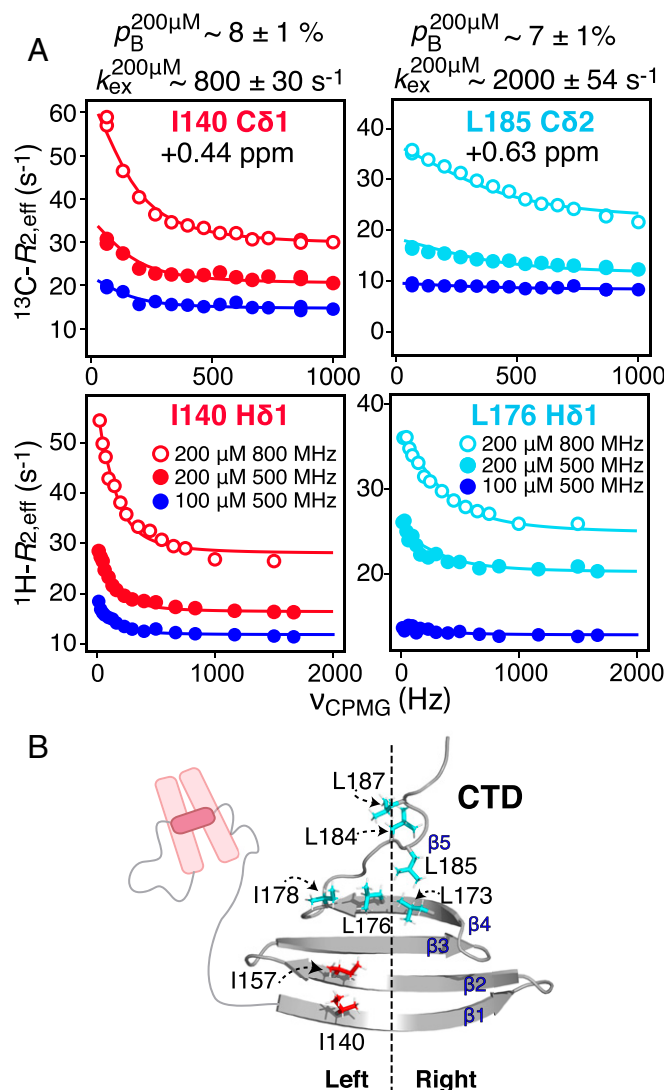 A
p_B^200μM ~ 8 ± 1 %
k_ex^200μM ~ 800 ± 30 s⁻¹
p_B^200μM ~ 7 ± 1%
k_ex^200μM ~ 2000 ± 54 s⁻¹
¹³C-R2,eff (s⁻¹)
60
50
40
30
20
10
I140 Cδ1
+0.44 ppm
0
500
1000
40
30
20
10
0
L185 Cδ2
+0.63 ppm
0
500
1000
¹H-R2,eff (s⁻¹)
50
40
30
20
10
I140 Hδ1
200 μM 800 MHz
200 μM 500 MHz
100 μM 500 MHz
0
1000
2000
40
30
20
L176 Hδ1
200 μM 800 MHz
200 μM 500 MHz
100 μM 500 MHz
0
1000
2000
νCPMG (Hz)
B
L187
CTD
L184
β5
L185
I178
L173
L176
β4
β3
I157
β2
β1
I140
Left
Right